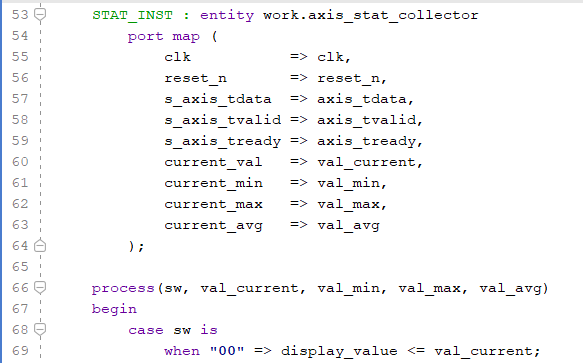 53 STAT_INST : entity work.axis_stat_collector
54 port map (
55 clk => clk,
56 reset_n => reset_n,
57 s_axis_tdata => axis_tdata,
58 s_axis_tvalid => axis_tvalid,
59 s_axis_tready => axis_tready,
60 current_val => val_current,
61 current_min => val_min,
62 current_max => val_max,
63 current_avg => val_avg
64 );
65
66 process(sw, val_current, val_min, val_max, val_avg)
67 begin
68 case sw is
69 when "00" => display_value <= val_current;